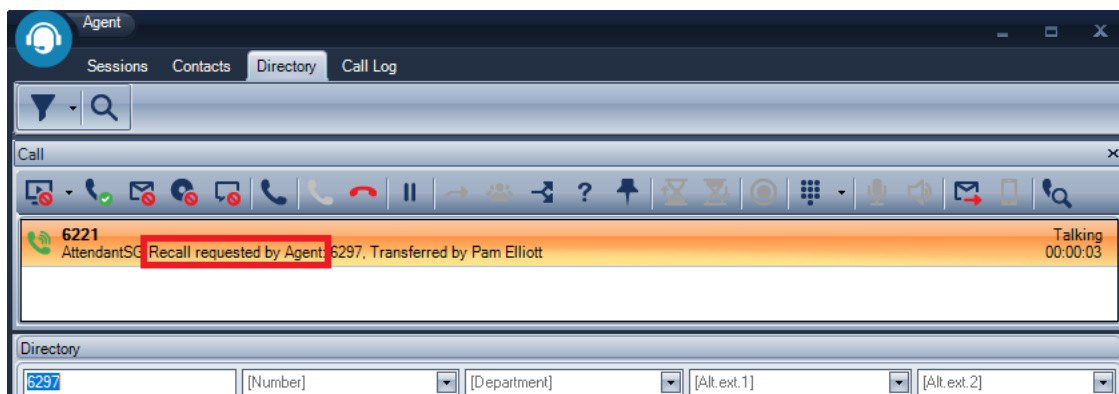 Agent
Sessions Contacts Directory Call Log
Call
6221 Talking
AttendantSG Recall requested by Agent: 6297, Transferred by Pam Elliott 00:00:03
Directory
6297 [Number] [Department] [Alt.ext.1] [Alt.ext.2]